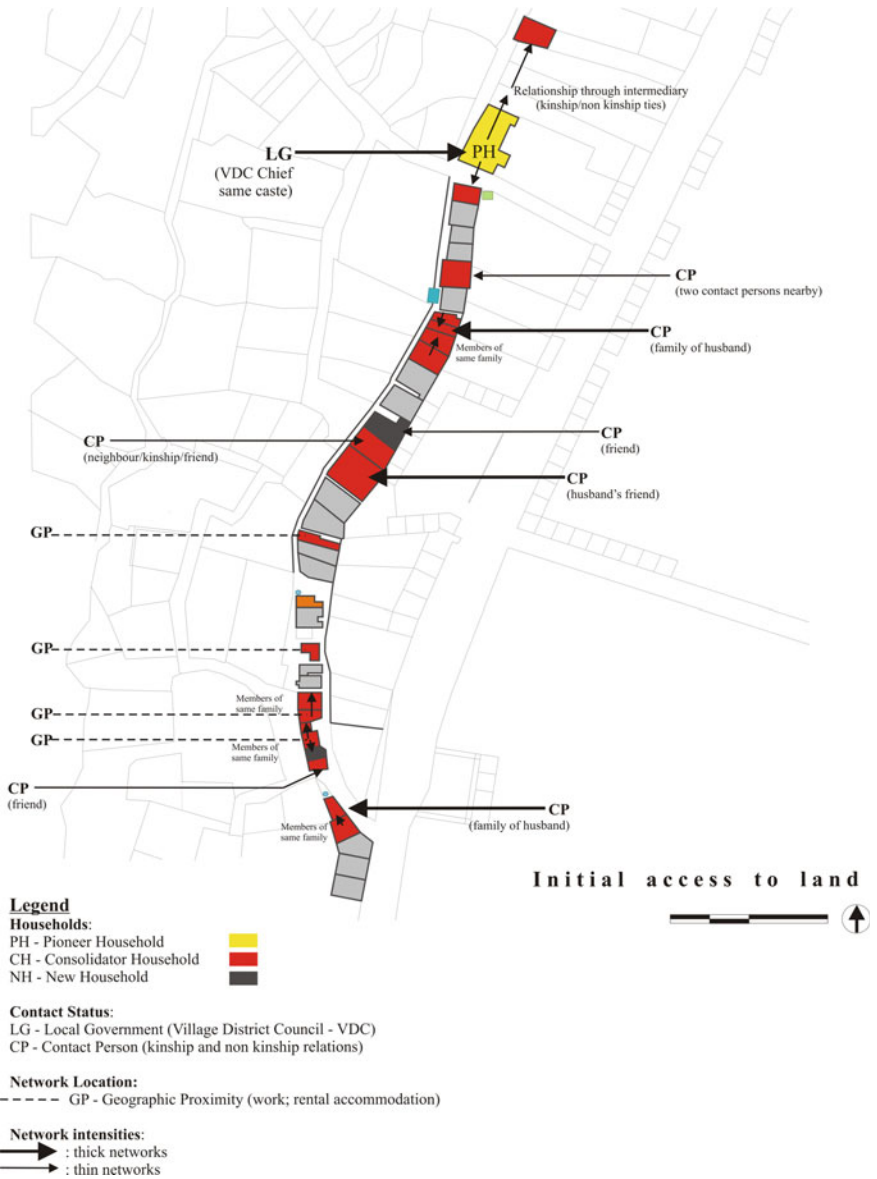 Relationship through intermediary
(kinship/non kinship ties)
PH
LG
(VDC Chief
same caste)
CP
(two contact persons nearby)
CP
(family of husband)
Members of
same family
CP
(neighbour/kinship/friend)
CP
(friend)
CP
(husband's friend)
GP
GP
Members of
same family
GP
GP
Members of
same family
CP
(friend)
CP
(family of husband)
Members of
same family
Initial access to land
Legend
Households:
PH - Pioneer Household
CH - Consolidator Household
NH - New Household
Contact Status:
LG - Local Government (Village District Council - VDC)
CP - Contact Person (kinship and non kinship relations)
Network Location:
GP - Geographic Proximity (work; rental accommodation)
Network intensities:
: thick networks
: thin networks